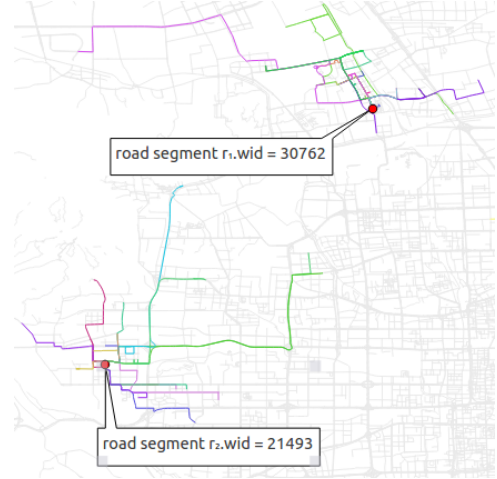 road segment r₁.wid = 30762
road segment r₂.wid = 21493